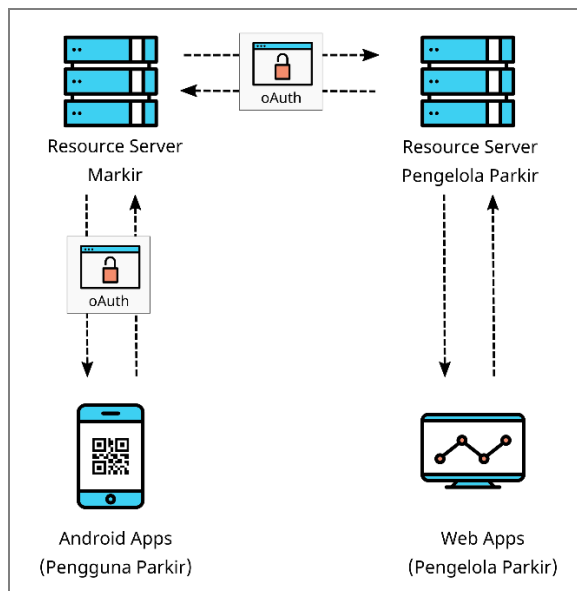 oAuth
Resource Server
Markir
Resource Server
Pengelola Parkir
oAuth
Android Apps
(Pengguna Parkir)
Web Apps
(Pengelola Parkir)